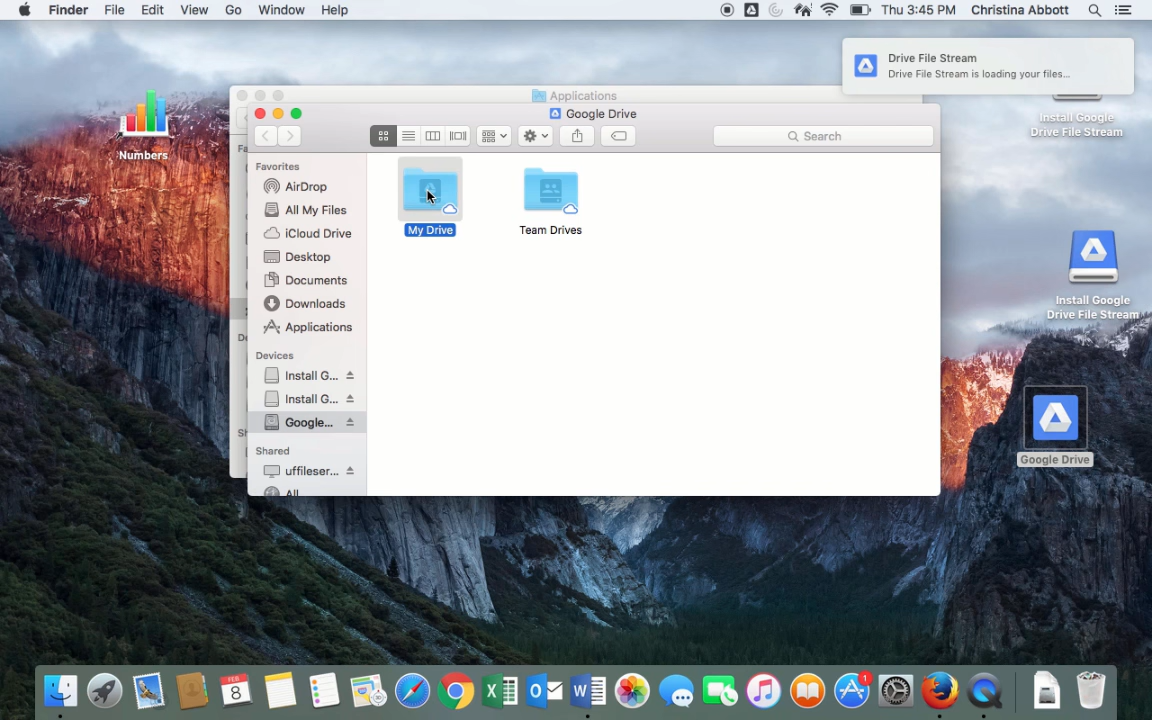 Finder File Edit View Go Window Help Thu 3:45 PM Christina Abbott
Drive File Stream
Drive File Stream is loading your files...
Applications
Google Drive
Search
Favorites
AirDrop
All My Files
iCloud Drive
Desktop
Documents
Downloads
Applications
Devices
Install G...
Install G...
Google...
Shared
uffileser...
All
My Drive
Team Drives
Numbers
Install Google
Drive File Stream
Install Google
Drive File Stream
Google Drive
FEB
8
1